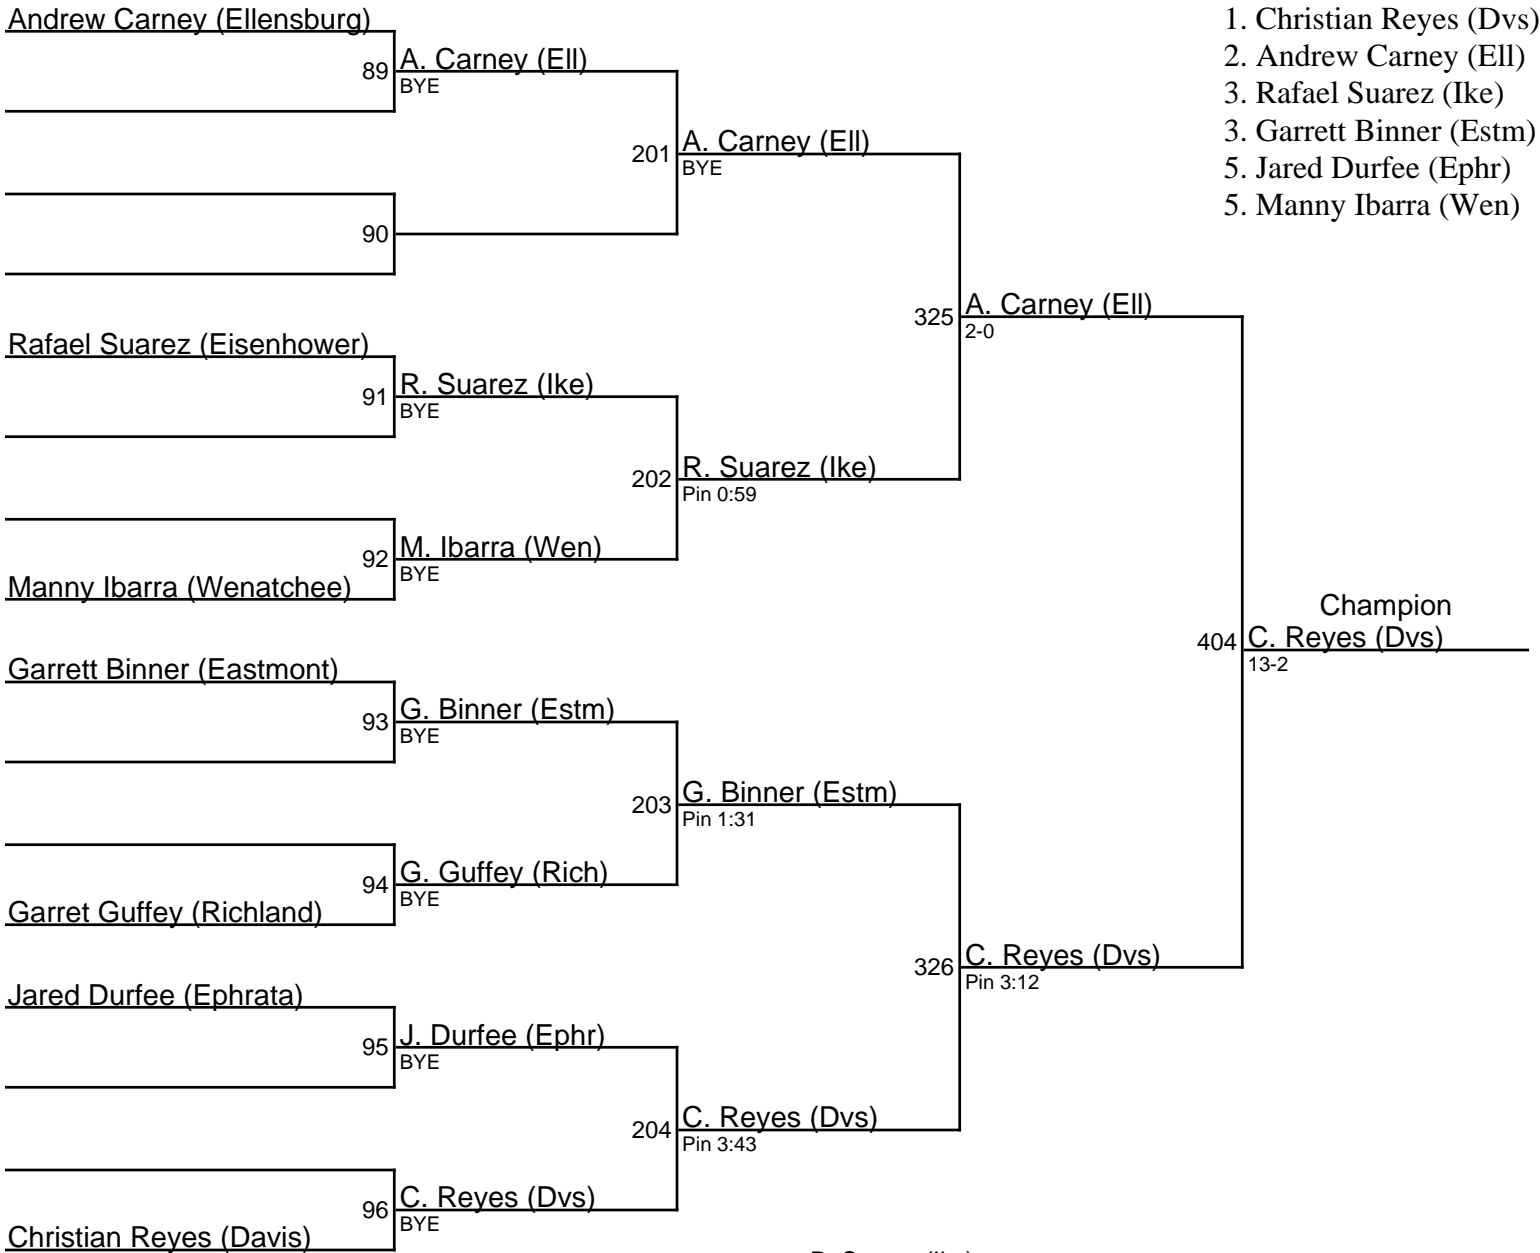 Andrew Carney (Ellensburg)
89
A. Carney (Ell)
BYE
201
A. Carney (Ell)
BYE
90
1. Christian Reyes (Dvs)
2. Andrew Carney (Ell)
3. Rafael Suarez (Ike)
3. Garrett Binner (Estm)
5. Jared Durfee (Ephr)
5. Manny Ibarra (Wen)
325
A. Carney (Ell)
2-0
Rafael Suarez (Eisenhower)
91
R. Suarez (Ike)
BYE
202
R. Suarez (Ike)
Pin 0:59
92
M. Ibarra (Wen)
BYE
Manny Ibarra (Wenatchee)
Champion
404
C. Reyes (Dvs)
13-2
Garrett Binner (Eastmont)
93
G. Binner (Estm)
BYE
203
G. Binner (Estm)
Pin 1:31
94
G. Guffey (Rich)
BYE
Garret Guffey (Richland)
326
C. Reyes (Dvs)
Pin 3:12
Jared Durfee (Ephrata)
95
J. Durfee (Ephr)
BYE
204
C. Reyes (Dvs)
Pin 3:43
96
C. Reyes (Dvs)
BYE
Christian Reyes (Davis)